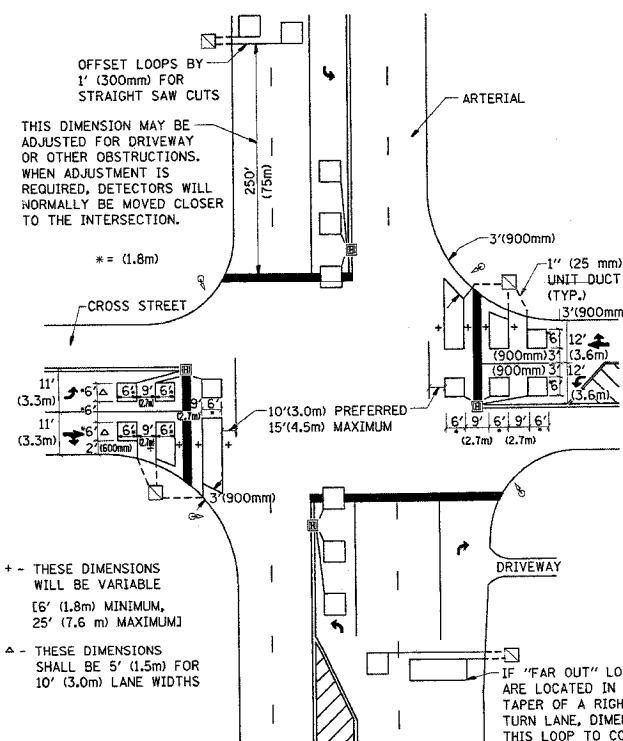 OFFSET LOOPS BY
1' (300mm) FOR
STRAIGHT SAW CUTS
ARTERIAL
THIS DIMENSION MAY BE
ADJUSTED FOR DRIVEWAY
OR OTHER OBSTRUCTIONS.
WHEN ADJUSTMENT IS
REQUIRED, DETECTORS WILL
NORMALLY BE MOVED CLOSER
TO THE INTERSECTION.
250'
(75m)
* = (1.8m)
3'(900mm)
1" (25 mm)
UNIT DUCT
(TYP.)
3'(900mm)
CROSS STREET
H
H
H
H
+
+
+
6'
12'
(3.6m)
(900mm) 3'
(900mm) 3'
6'
12'
(3.6m)
6' 9' 6' 9' 6'
* * *
(2.7m) (2.7m)
11'
(3.3m)
*6' △ 6' 9' 6'
(2.7m)
*6'
9' 6'
(2.7m) *
11'
(3.3m)
*6' △ 6' 9' 6'
(2.7m)
+ + +
2' (600mm)
10'(3.0m) PREFERRED
15'(4.5m) MAXIMUM
3'(900mm)
DRIVEWAY
+ - THESE DIMENSIONS
WILL BE VARIABLE
[6' (1.8m) MINIMUM,
25' (7.6 m) MAXIMUM]
△ - THESE DIMENSIONS
SHALL BE 5' (1.5m) FOR
10' (3.0m) LANE WIDTHS
IF "FAR OUT" LO
ARE LOCATED IN
TAPER OF A RIGH
TURN LANE, DIME
THIS LOOP TO CO